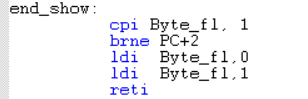 end_show:
cpi Byte_fl, 1
brne PC+2
ldi Byte_fl,0
ldi Byte_fl,1
reti